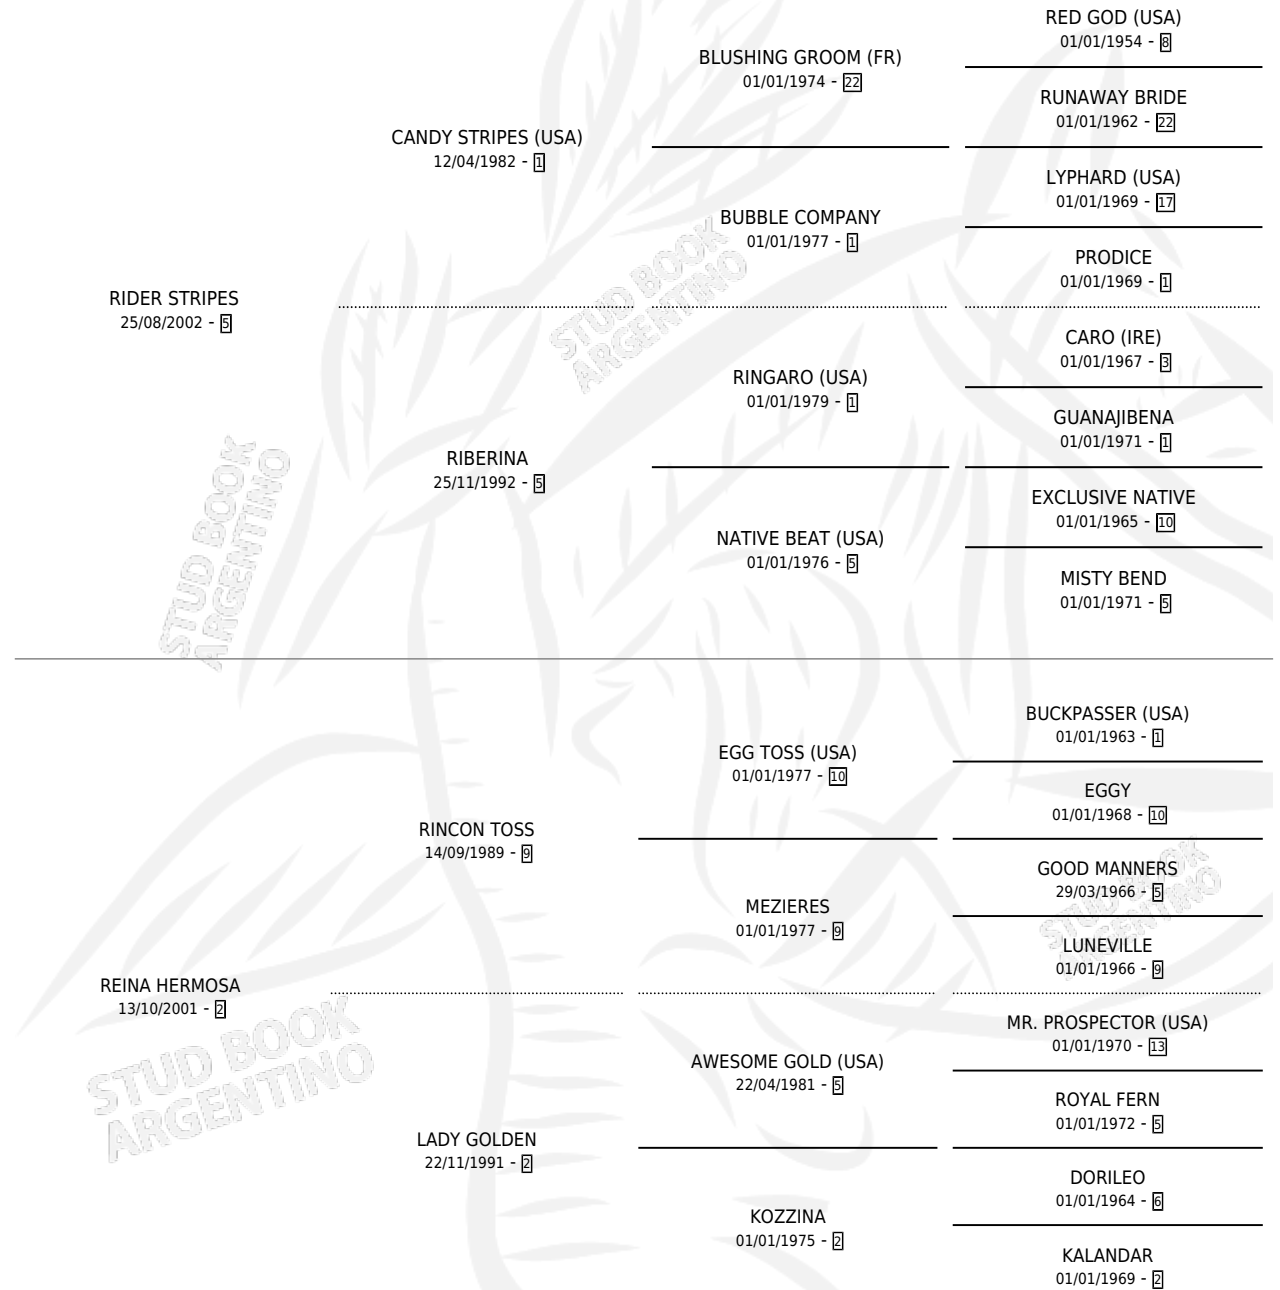 RED GOD (USA)
01/01/1954 - 8
BLUSHING GROOM (FR)
01/01/1974 - 22
RUNAWAY BRIDE
01/01/1962 - 22
CANDY STRIPES (USA)
12/04/1982 - 1
LYPHARD (USA)
01/01/1969 - 17
BUBBLE COMPANY
01/01/1977 - 1
PRODICE
01/01/1969 - 1
RIDER STRIPES
25/08/2002 - 5
STUD BOOK
ARGENTINO
CARO (IRE)
01/01/1967 - 3
RINGARO (USA)
01/01/1979 - 1
GUANAJIBENA
01/01/1971 - 1
RIBERINA
25/11/1992 - 5
EXCLUSIVE NATIVE
01/01/1965 - 10
NATIVE BEAT (USA)
01/01/1976 - 5
MISTY BEND
01/01/1971 - 5
STUD BOOK
ARGENTINO
BUCKPASSER (USA)
01/01/1963 - 1
EGG TOSS (USA)
01/01/1977 - 10
EGGY
01/01/1968 - 10
RINCON TOSS
14/09/1989 - 9
GOOD MANNERS
29/03/1966 - 5
MEZIERES
01/01/1977 - 9
STUD BOOK
ARGENTINO
LUNEVILLE
01/01/1966 - 9
REINA HERMOSA
13/10/2001 - 2
MR. PROSPECTOR (USA)
01/01/1970 - 13
AWESOME GOLD (USA)
22/04/1981 - 5
STUD BOOK
ARGENTINO
ROYAL FERN
01/01/1972 - 5
LADY GOLDEN
22/11/1991 - 2
DORILEO
01/01/1964 - 6
KOZZINA
01/01/1975 - 2
KALANDAR
01/01/1969 - 2